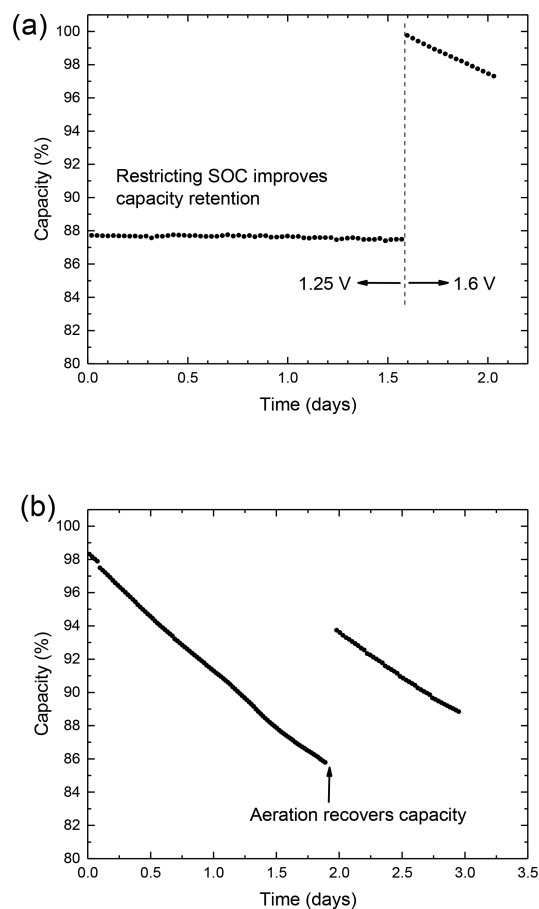 (a)
100
98
96
94
92
90
88
86
84
82
80
Capacity (%)
Restricting SOC improves
capacity retention
1.25 V
1.6 V
0.0 0.5 1.0 1.5 2.0
Time (days)
(b)
100
98
96
94
92
90
88
86
84
82
80
Capacity (%)
Aeration recovers capacity
0.0 0.5 1.0 1.5 2.0 2.5 3.0 3.5
Time (days)